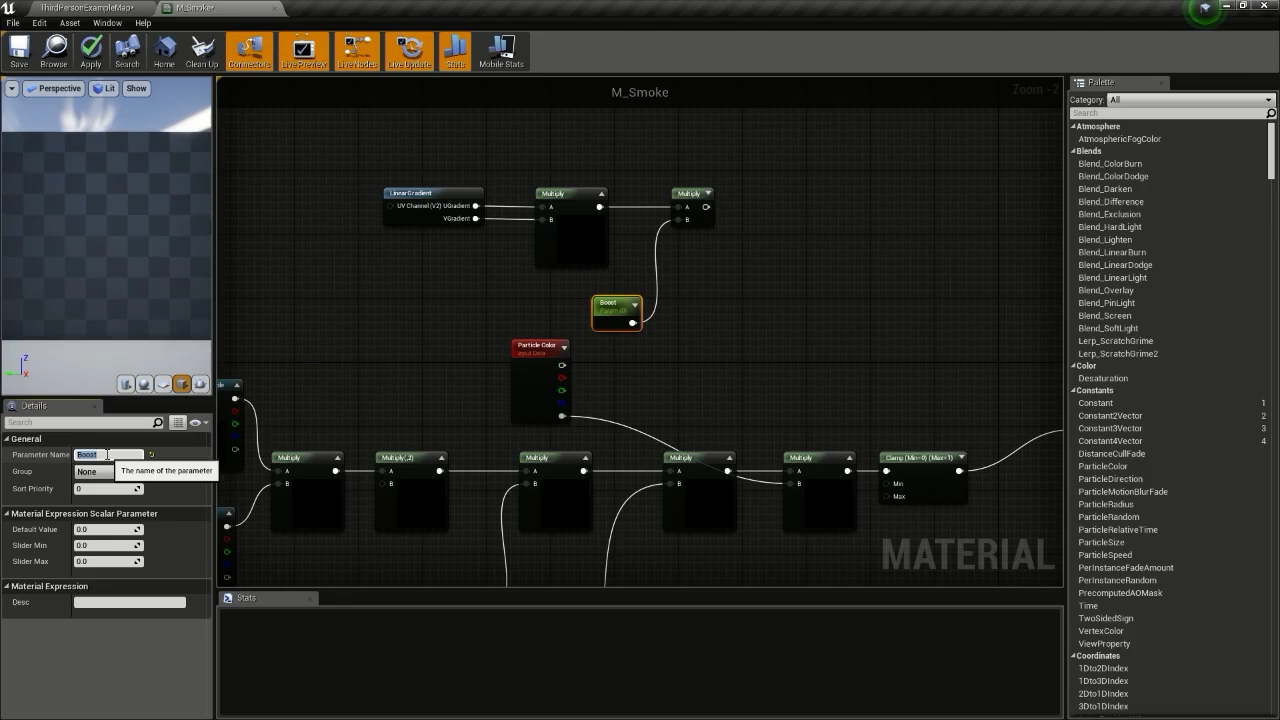 ThirdPersonExampleMap*
M_Smoke*
File Edit Asset Window Help
Save Browse Apply Search Home Clean Up Connectors Live Preview Live Nodes Live Update Stats Mobile Stats
Perspective Lit Show
M_Smoke
Zoom -2
Palette
Category: All
Search
Atmosphere
AtmosphericFogColor
Blends
Blend_ColorBurn
Blend_ColorDodge
Blend_Darken
Blend_Difference
Blend_Exclusion
Blend_HardLight
Blend_Lighten
Blend_LinearBurn
Blend_LinearDodge
Blend_LinearLight
Blend_Overlay
Blend_PinLight
Blend_Screen
Blend_SoftLight
Lerp_ScratchGrime
Lerp_ScratchGrime2
Color
Desaturation
Constants
Constant 1
Constant2Vector 2
Constant3Vector 3
Constant4Vector 4
DistanceCullFade
ParticleColor
ParticleDirection
ParticleMotionBlurFade
ParticleRadius
ParticleRandom
ParticleRelativeTime
ParticleSize
ParticleSpeed
PerInstanceFadeAmount
PerInstanceRandom
PrecomputedAOMask
Time
TwoSidedSign
VertexColor
ViewProperty
Coordinates
1Dto2DIndex
1Dto3DIndex
2Dto1DIndex
3Dto1DIndex
LinearGradient
UV Channel (V2) UGradient
VGradient
Multiply
A
B
Multiply
A
B
Boost
Param (0)
Particle Color
Input Data
Multiply
A
B
Multiply(,2)
A
B
Multiply
A
B
Multiply
A
B
Multiply
A
B
Clamp (Min=0) (Max=1)
Min
Max
MATERIAL
Z
X
Details
Search
General
Parameter Name Boost
Group None
The name of the parameter
Sort Priority 0
Material Expression Scalar Parameter
Default Value 0.0
Slider Min 0.0
Slider Max 0.0
Material Expression
Desc
Stats